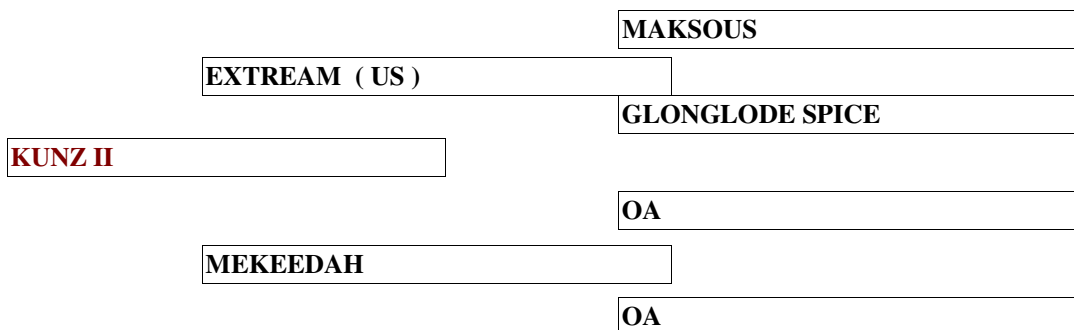 MAKSOUS
EXTREAM ( US )
GLONGLODE SPICE
KUNZ II
OA
MEKEEDAH
OA